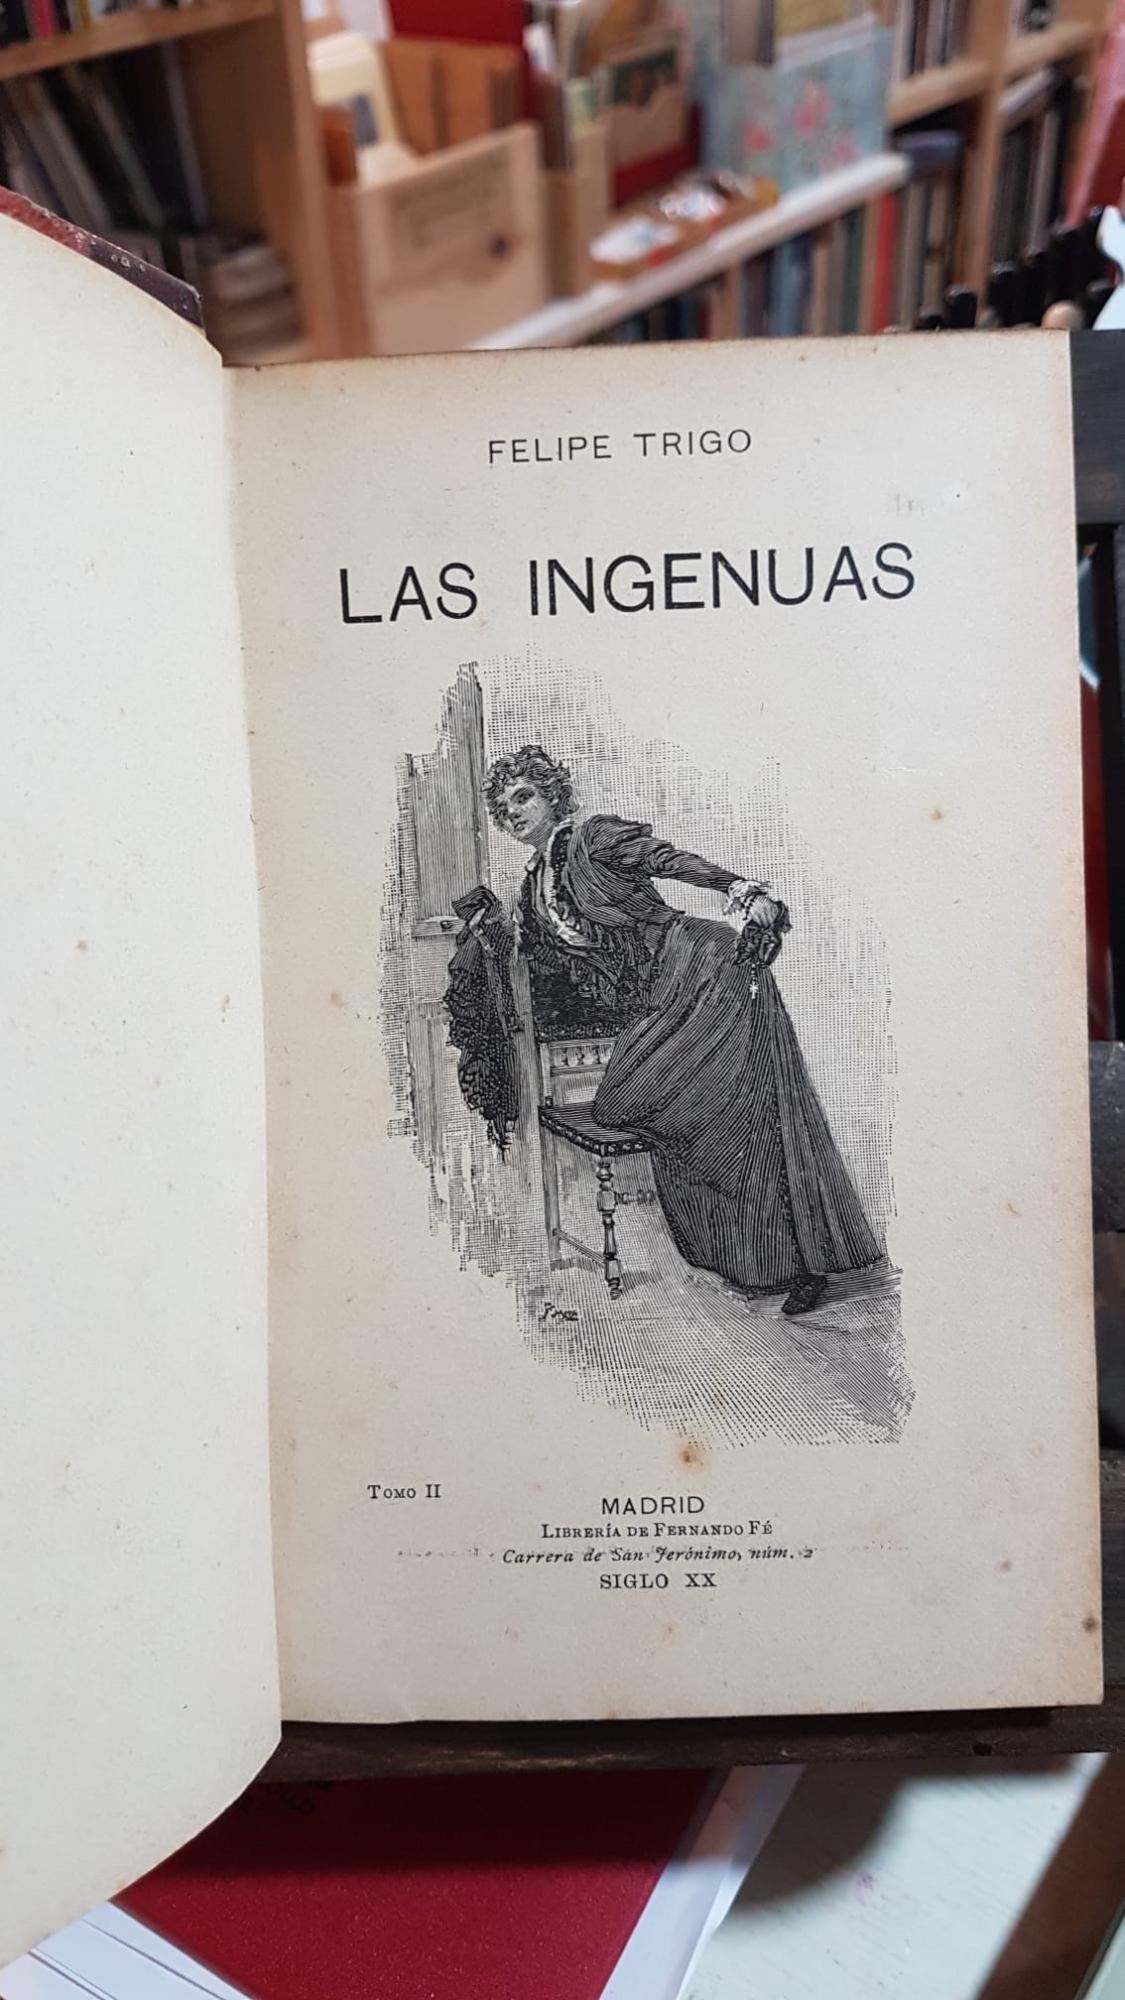 FELIPE TRIGO
LAS INGENUAS
TOMO II
MADRID
LIBRERÍA DE FERNANDO FÉ
Carrera de San Jerónimo, núm. 2
SIGLO XX